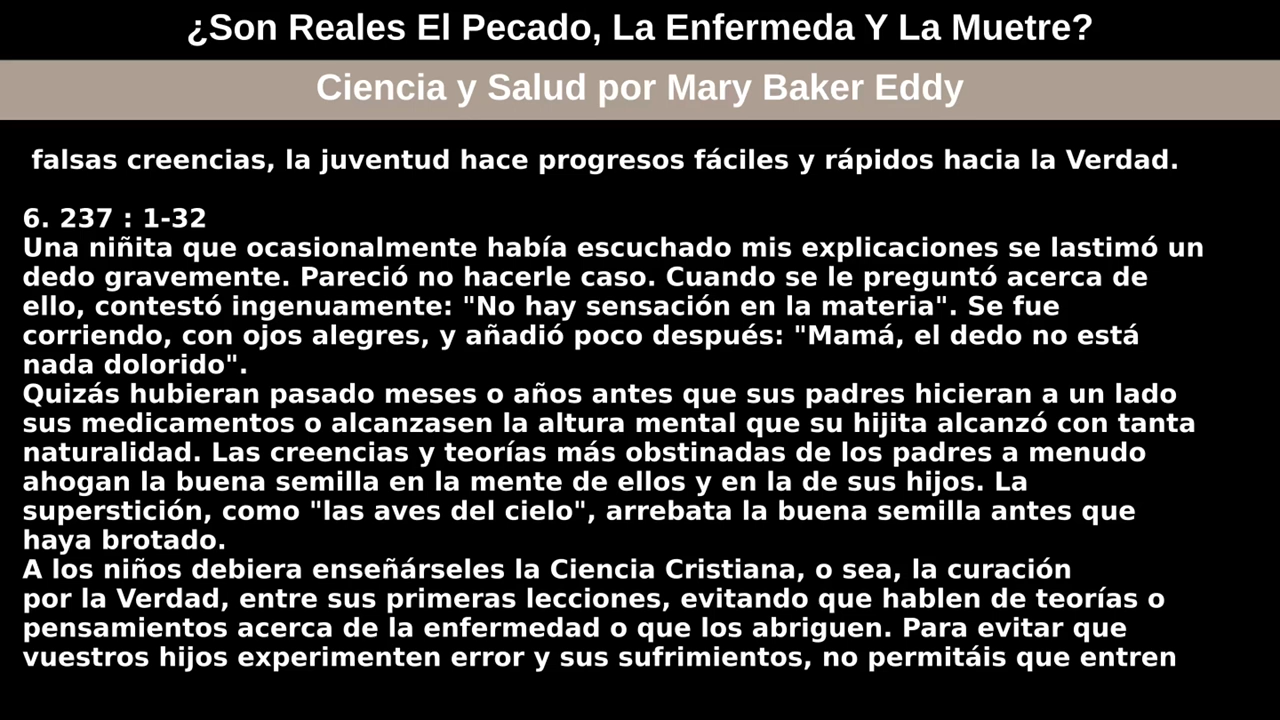 ¿Son Reales El Pecado, La Enfermeda Y La Muetre?
Ciencia y Salud por Mary Baker Eddy
falsas creencias, la juventud hace progresos fáciles y rápidos hacia la Verdad.
6. 237 : 1-32
Una niñita que ocasionalmente había escuchado mis explicaciones se lastimó un
dedo gravemente. Pareció no hacerle caso. Cuando se le preguntó acerca de
ello, contestó ingenuamente: "No hay sensación en la materia". Se fue
corriendo, con ojos alegres, y añadió poco después: "Mamá, el dedo no está
nada dolorido".
Quizás hubieran pasado meses o años antes que sus padres hicieran a un lado
sus medicamentos o alcanzasen la altura mental que su hijita alcanzó con tanta
naturalidad. Las creencias y teorías más obstinadas de los padres a menudo
ahogan la buena semilla en la mente de ellos y en la de sus hijos. La
superstición, como "las aves del cielo", arrebata la buena semilla antes que
haya brotado.
A los niños debiera enseñárseles la Ciencia Cristiana, o sea, la curación
por la Verdad, entre sus primeras lecciones, evitando que hablen de teorías o
pensamientos acerca de la enfermedad o que los abriguen. Para evitar que
vuestros hijos experimenten error y sus sufrimientos, no permitáis que entren